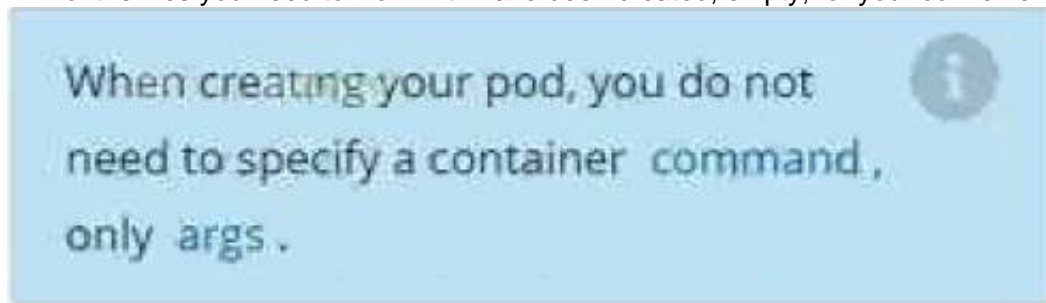 When creating your pod, you do not
need to specify a container command,
only args.